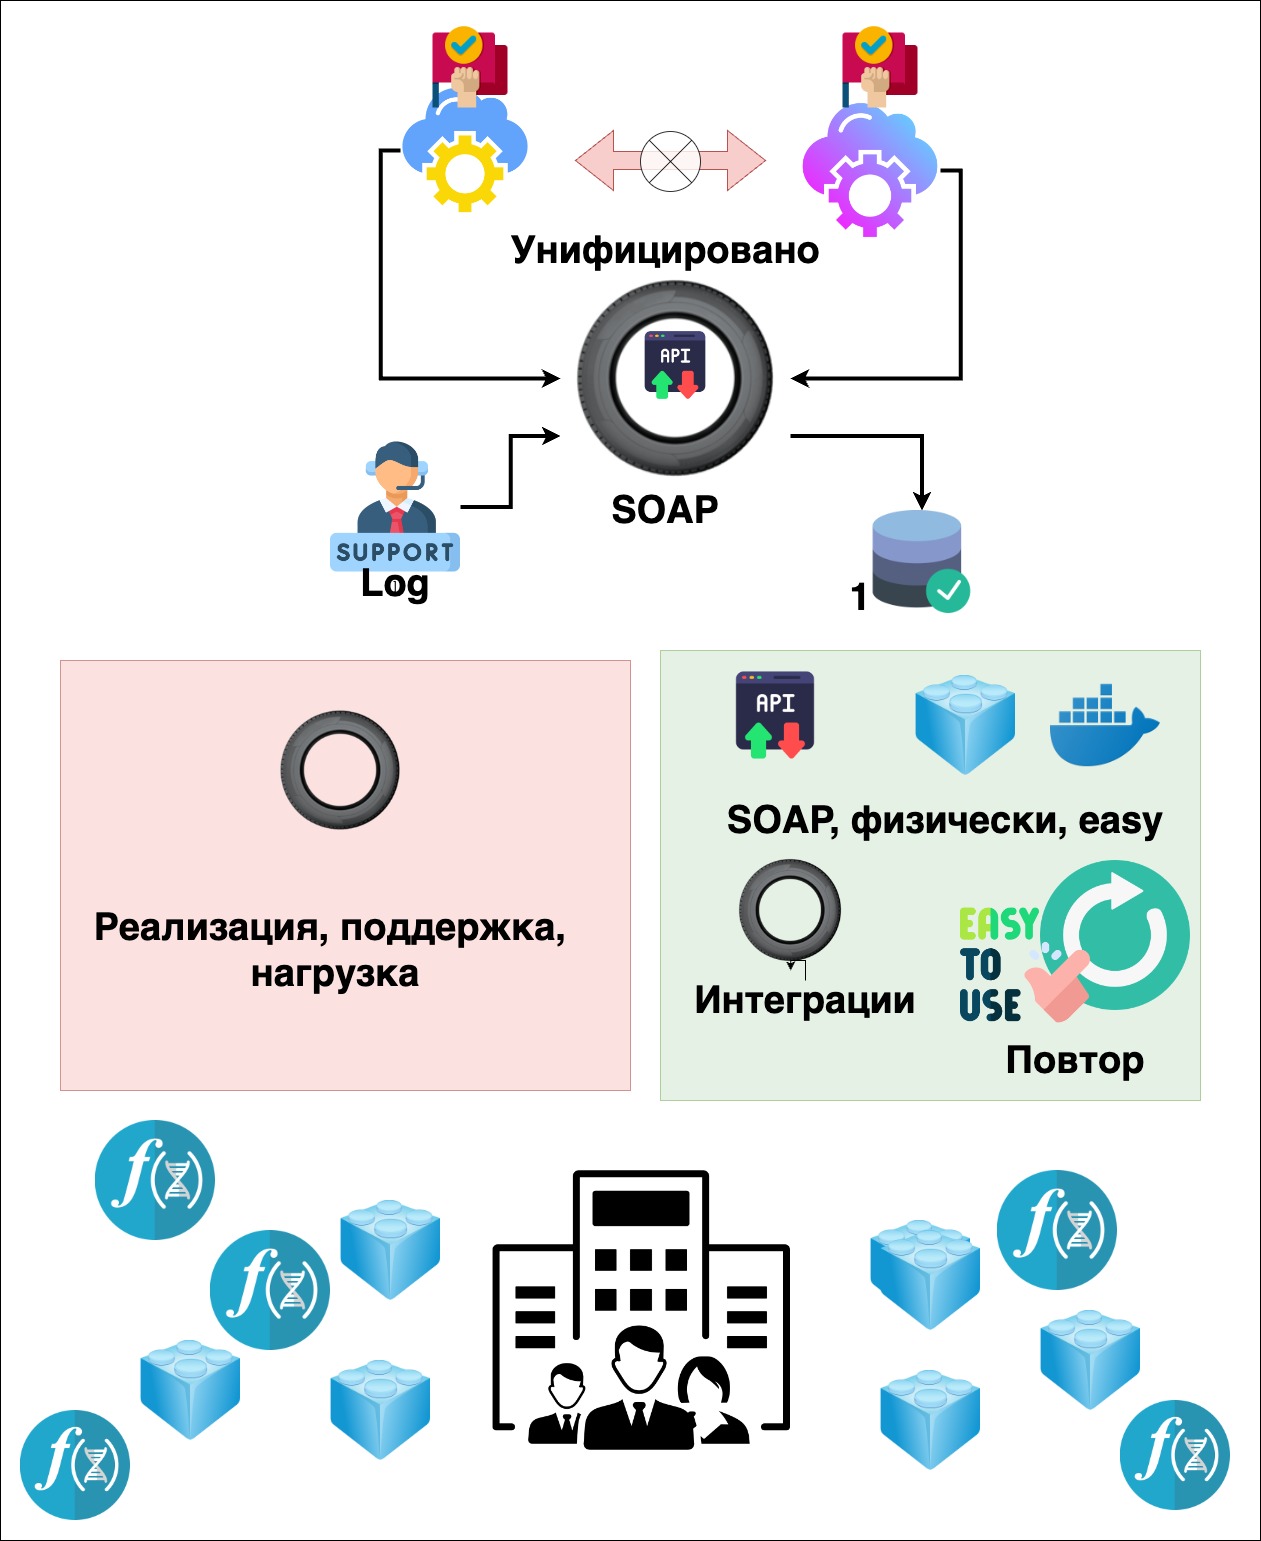 Унифицировано
API
SOAP
SUPPORT
Log
1
API
SOAP, физически, easy
Реализация, поддержка,
нагрузка
EASY
TO
USE
Интеграции
Повтор
f()
f()
f()
f()
f()